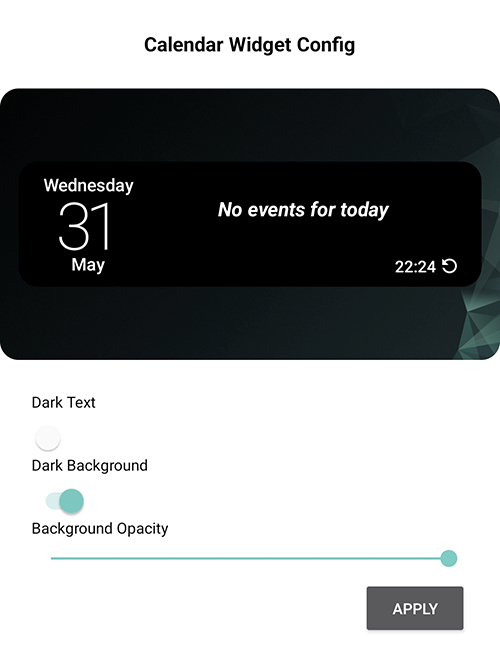 Calendar Widget Config
Wednesday
31
May
No events for today
22:24
Dark Text
Dark Background
Background Opacity
APPLY